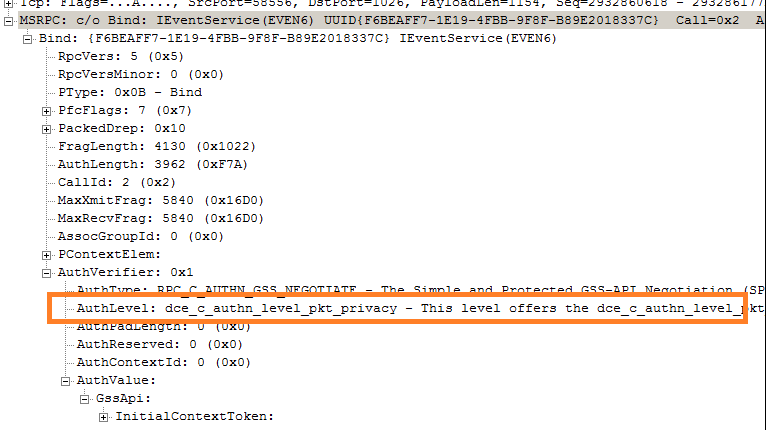 Tcp: Flags=...A...., SrcPort=58556, DstPort=1026, PayloadLen=1154, Seq=2932860618 - 293286177
MSRPC: c/o Bind: IEventService(EVEN6) UUID{F6BEAFF7-1E19-4FBB-9F8F-B89E2018337C} Call=0x2 A
Bind: {F6BEAFF7-1E19-4FBB-9F8F-B89E2018337C} IEventService(EVEN6)
RpcVers: 5 (0x5)
RpcVersMinor: 0 (0x0)
PType: 0x0B - Bind
PfcFlags: 7 (0x7)
PackedDrep: 0x10
FragLength: 4130 (0x1022)
AuthLength: 3962 (0xF7A)
CallId: 2 (0x2)
MaxXmitFrag: 5840 (0x16D0)
MaxRecvFrag: 5840 (0x16D0)
AssocGroupId: 0 (0x0)
PContextElem:
AuthVerifier: 0x1
AuthType: RPC_C_AUTHN_GSS_NEGOTIATE - The Simple and Protected GSS-API Negotiation (SP
AuthLevel: dce_c_authn_level_pkt_privacy - This level offers the dce_c_authn_level_pkt
AuthPadLength: 0 (0x0)
AuthReserved: 0 (0x0)
AuthContextId: 0 (0x0)
AuthValue:
GssApi:
InitialContextToken: